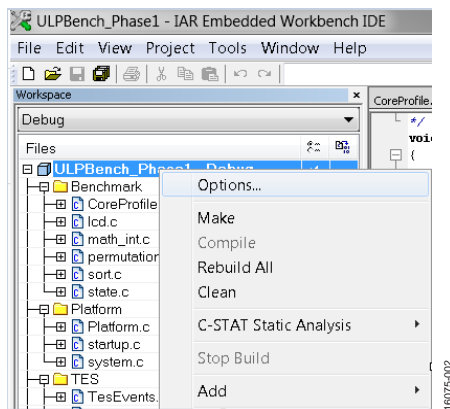 ULPBench_Phase1 - IAR Embedded Workbench IDE
File Edit View Project Tools Window Help
Workspace
CoreProfile.
Debug
*/
Files
ULPBench_Phase1 - Debug
{
Benchmark
Options...
CoreProfile
lcd.c
Make
math_int.c
Compile
permutation
Rebuild All
sort.c
Clean
state.c
Platform
C-STAT Static Analysis
Platform.c
startup.c
Stop Build
system.c
TES
Add
TesEvents.
16075-002